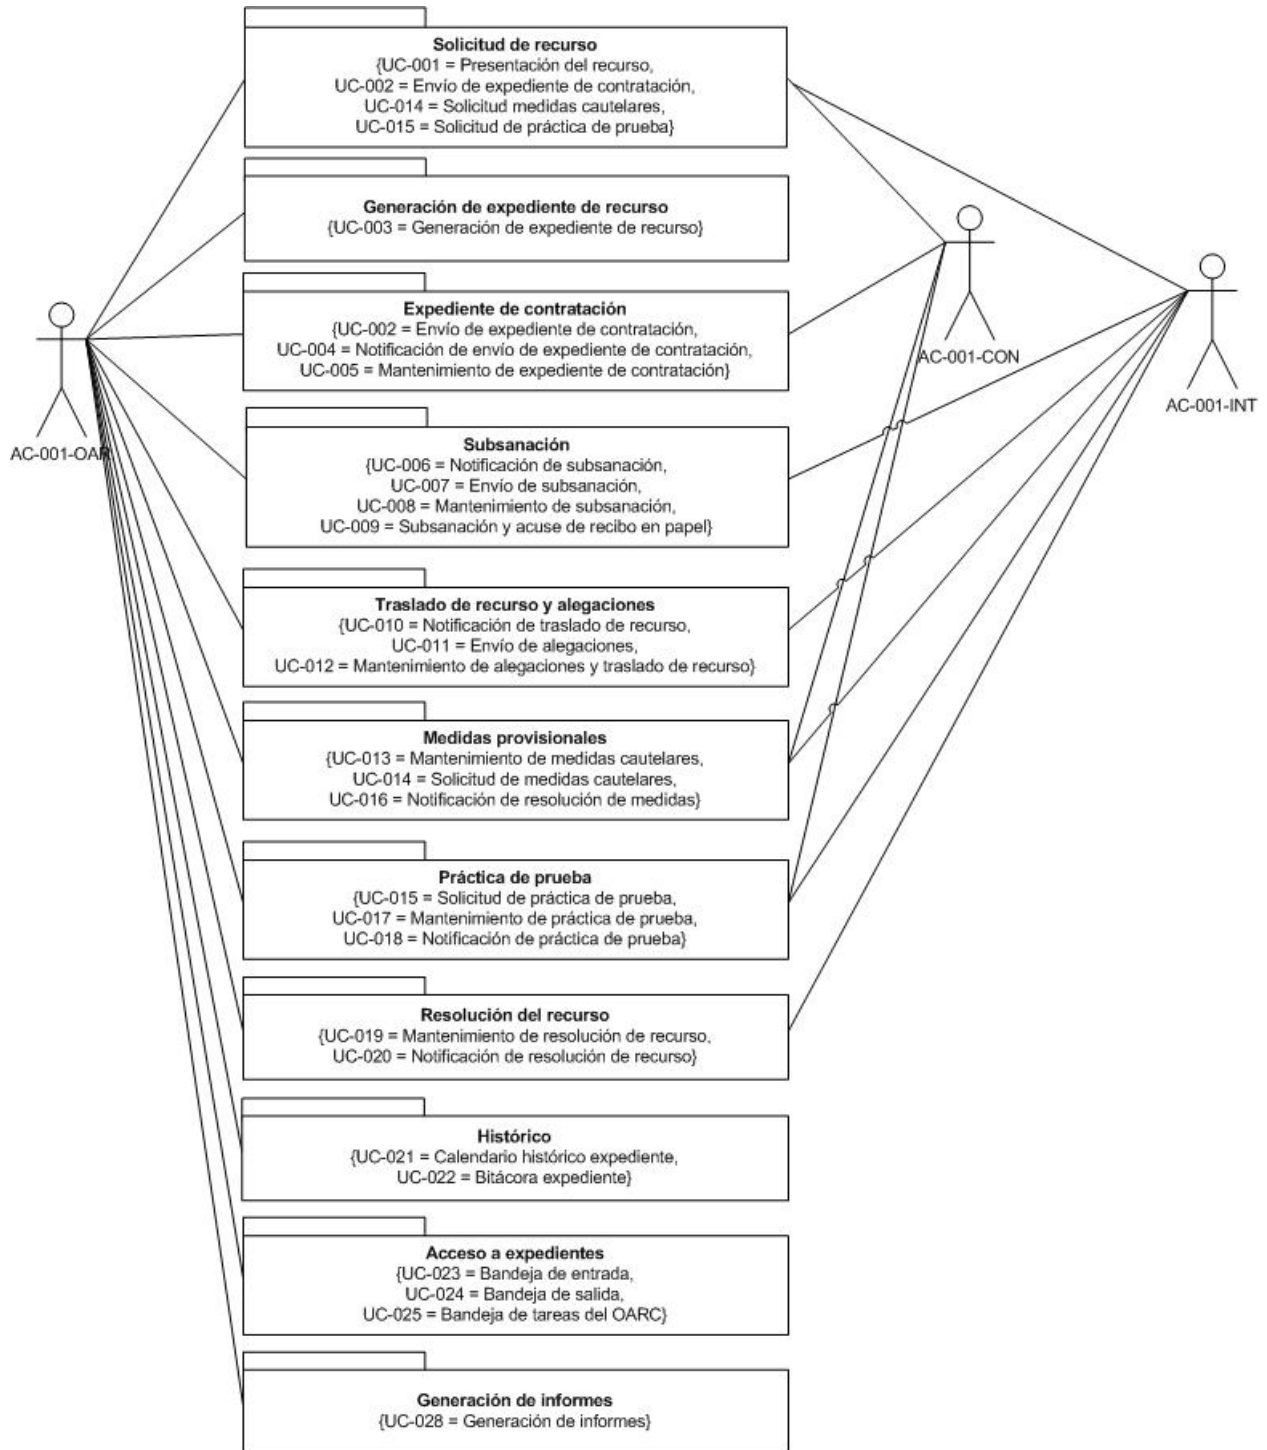 Solicitud de recurso
{UC-001 = Presentación del recurso,
UC-002 = Envío de expediente de contratación,
UC-014 = Solicitud medidas cautelares,
UC-015 = Solicitud de práctica de prueba}
Generación de expediente de recurso
{UC-003 = Generación de expediente de recurso}
Expediente de contratación
{UC-002 = Envío de expediente de contratación,
UC-004 = Notificación de envío de expediente de contratación,
UC-005 = Mantenimiento de expediente de contratación}
AC-001-CON
AC-001-INT
AC-001-OAR
Subsanación
{UC-006 = Notificación de subsanación,
UC-007 = Envío de subsanación,
UC-008 = Mantenimiento de subsanación,
UC-009 = Subsanación y acuse de recibo en papel}
Traslado de recurso y alegaciones
{UC-010 = Notificación de traslado de recurso,
UC-011 = Envío de alegaciones,
UC-012 = Mantenimiento de alegaciones y traslado de recurso}
Medidas provisionales
{UC-013 = Mantenimiento de medidas cautelares,
UC-014 = Solicitud de medidas cautelares,
UC-016 = Notificación de resolución de medidas}
Práctica de prueba
{UC-015 = Solicitud de práctica de prueba,
UC-017 = Mantenimiento de práctica de prueba,
UC-018 = Notificación de práctica de prueba}
Resolución del recurso
{UC-019 = Mantenimiento de resolución de recurso,
UC-020 = Notificación de resolución de recurso}
Histórico
{UC-021 = Calendario histórico expediente,
UC-022 = Bitácora expediente}
Acceso a expedientes
{UC-023 = Bandeja de entrada,
UC-024 = Bandeja de salida,
UC-025 = Bandeja de tareas del OARC}
Generación de informes
{UC-028 = Generación de informes}